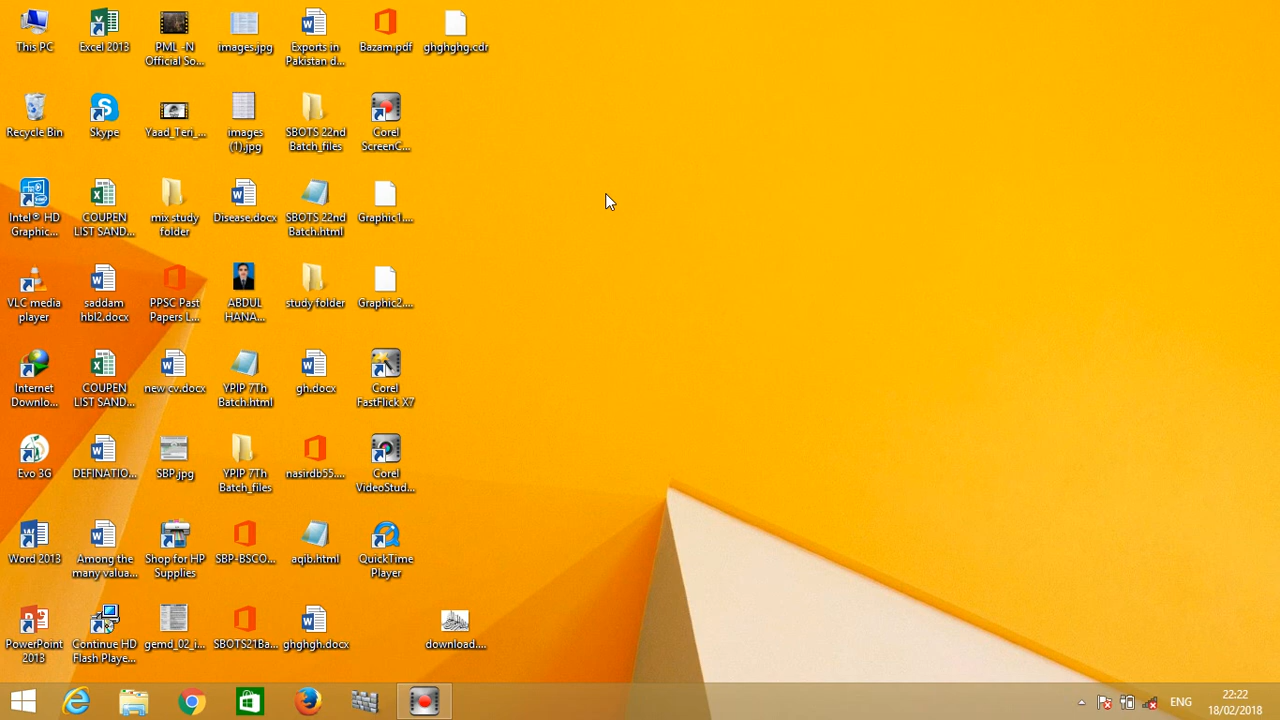 This PC
Excel 2013
PML -N
Official So...
images.jpg
Exports in
Pakistan d...
Bazam.pdf
ghghghg.cdr
Recycle Bin
Skype
Yaad_Teri_...
images
(1).jpg
SBOTS 22nd
Batch_files
Corel
ScreenC...
Intel® HD
Graphic...
COUPEN
LIST SAND...
mix study
folder
Disease.docx
SBOTS 22nd
Batch.html
Graphic1....
VLC media
player
saddam
hbl2.docx
PPSC Past
Papers L...
ABDUL
HANA...
study folder
Graphic2....
Internet
Downlo...
COUPEN
LIST SAND...
new cv.docx
YPIP 7Th
Batch.html
gh.docx
Corel
FastFlick X7
Evo 3G
DEFINATIO...
SBP.jpg
YPIP 7Th
Batch_files
nasirdb55....
Corel
VideoStud...
Word 2013
Among the
many valua...
Shop for HP
Supplies
SBP-BSCO...
aqib.html
QuickTime
Player
PowerPoint
2013
Continue HD
Flash Playe...
gemd_02_i...
SBOTS21Ba...
ghghgh.docx
download....
ENG
22:22
18/02/2018